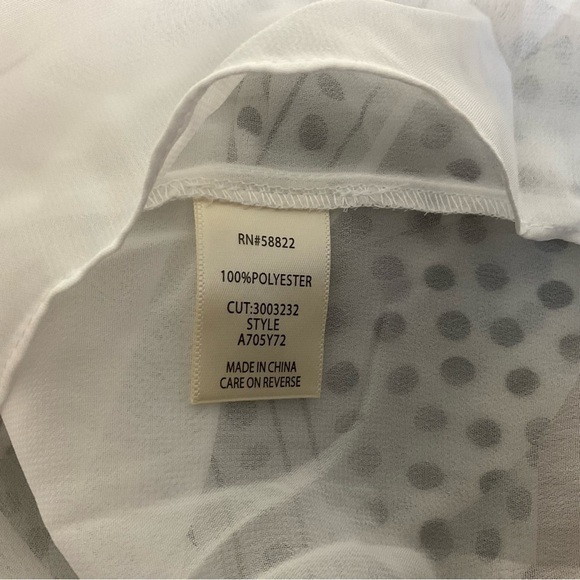 RN#58822
100%POLYESTER
CUT:3003232
STYLE
A705Y72
MADE IN CHINA
CARE ON REVERSE